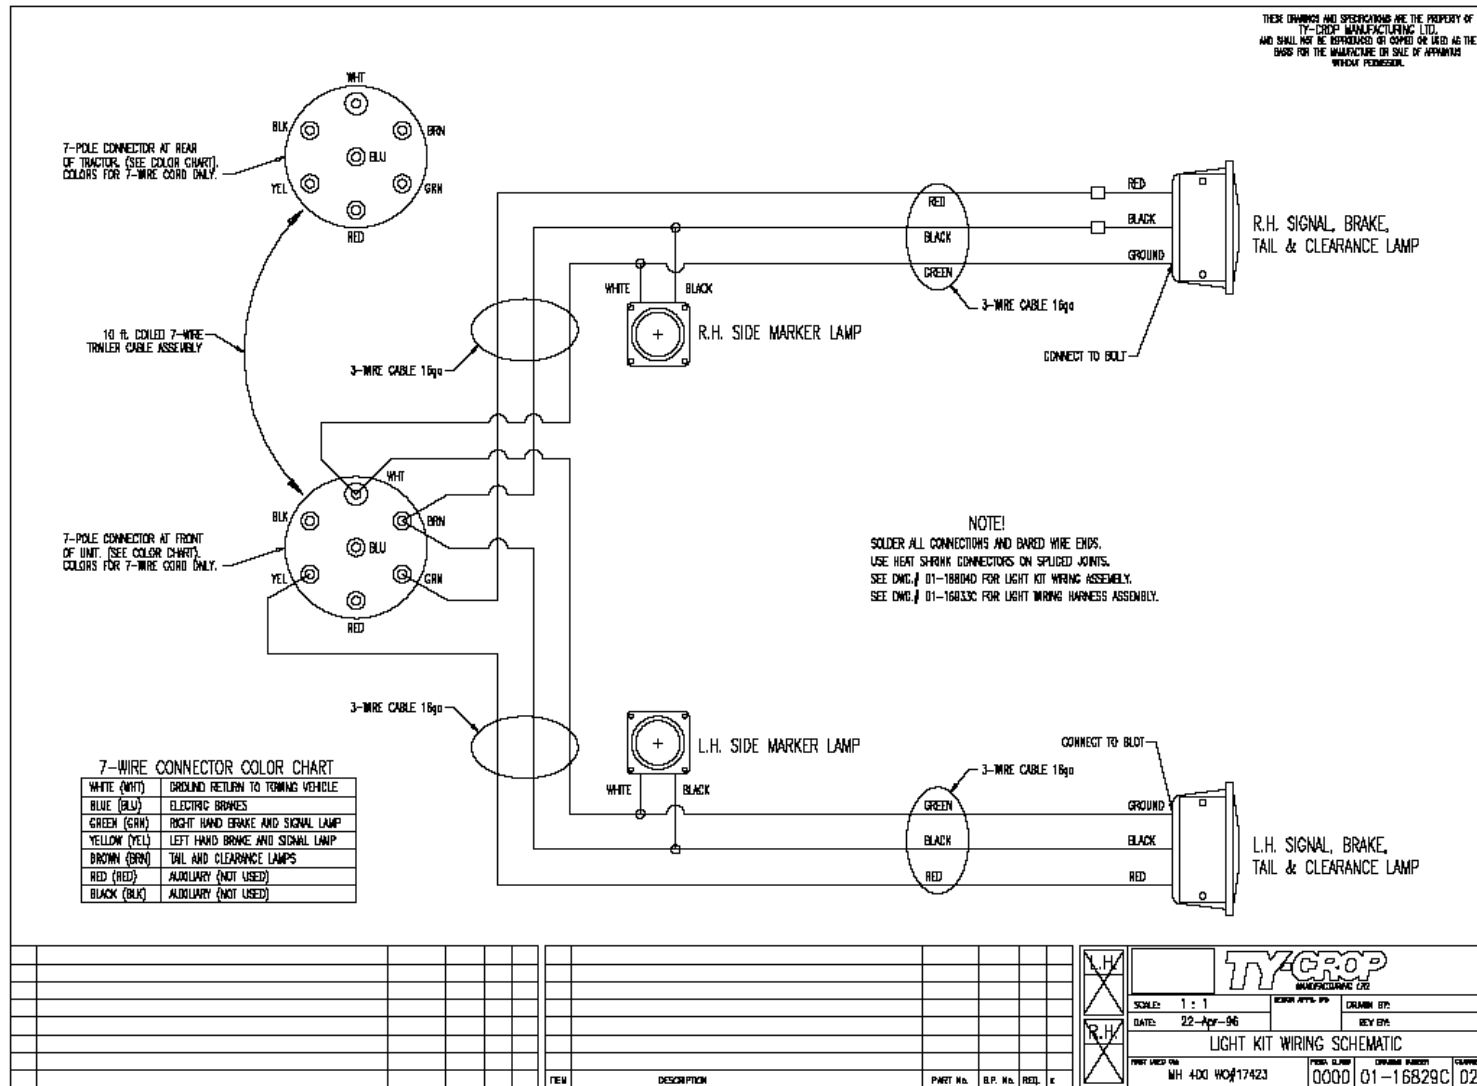 THESE DRAWINGS AND SPECIFICATIONS ARE THE PROPERTY OF
TY-CROP MANUFACTURING LTD.
AND SHALL NOT BE REPRODUCED OR COPIED OR USED AS THE
BASIS FOR THE MANUFACTURE OR SALE OF APPARATUS
WITHOUT PERMISSION.
WHT
BLK
BRN
BLU
YEL
GRN
RED
7-POLE CONNECTOR AT REAR
OF TRACTOR. (SEE COLOR CHART).
COLORS FOR 7-WIRE CORD ONLY.
10 ft. COILED 7-WIRE
TRAILER CABLE ASSEMBLY
3-WIRE CABLE 16ga
WHITE
BLACK
R.H. SIDE MARKER LAMP
RED
BLACK
GREEN
3-WIRE CABLE 16ga
RED
BLACK
GROUND
R.H. SIGNAL, BRAKE,
TAIL & CLEARANCE LAMP
CONNECT TO BOLT
WHT
BLK
BRN
BLU
YEL
GRN
RED
7-POLE CONNECTOR AT FRONT
OF UNIT. (SEE COLOR CHART).
COLORS FOR 7-WIRE CORD ONLY.
NOTE!
SOLDER ALL CONNECTIONS AND BARED WIRE ENDS.
USE HEAT SHRINK CONNECTORS ON SPLICED JOINTS.
SEE DWG.# 01-18804D FOR LIGHT KIT WIRING ASSEMBLY.
SEE DWG.# 01-16833C FOR LIGHT WIRING HARNESS ASSEMBLY.
3-WIRE CABLE 16ga
L.H. SIDE MARKER LAMP
WHITE
BLACK
3-WIRE CABLE 16ga
GREEN
BLACK
RED
CONNECT TO BLOT
GROUND
BLACK
RED
L.H. SIGNAL, BRAKE,
TAIL & CLEARANCE LAMP
7-WIRE CONNECTOR COLOR CHART
WHITE (WHT) GROUND RETURN TO TOWING VEHICLE
BLUE (BLU) ELECTRIC BRAKES
GREEN (GRN) RIGHT HAND BRAKE AND SIGNAL LAMP
YELLOW (YEL) LEFT HAND BRAKE AND SIGNAL LAMP
BROWN (BRN) TAIL AND CLEARANCE LAMPS
RED (RED) AUXILIARY (NOT USED)
BLACK (BLK) AUXILIARY (NOT USED)
ITEM DESCRIPTION PART No. B.P. No. REQ.
L.H.
R.H.
TY-CROP
MANUFACTURING LTD
SCALE: 1 : 1
DRAWN BY:
DATE: 22-Apr-96
REV BY:
LIGHT KIT WIRING SCHEMATIC
FIRST USED ON
MH 400 WO#17423
PROD. CLASS
0000
DRAWING NUMBER
01-16829C
02